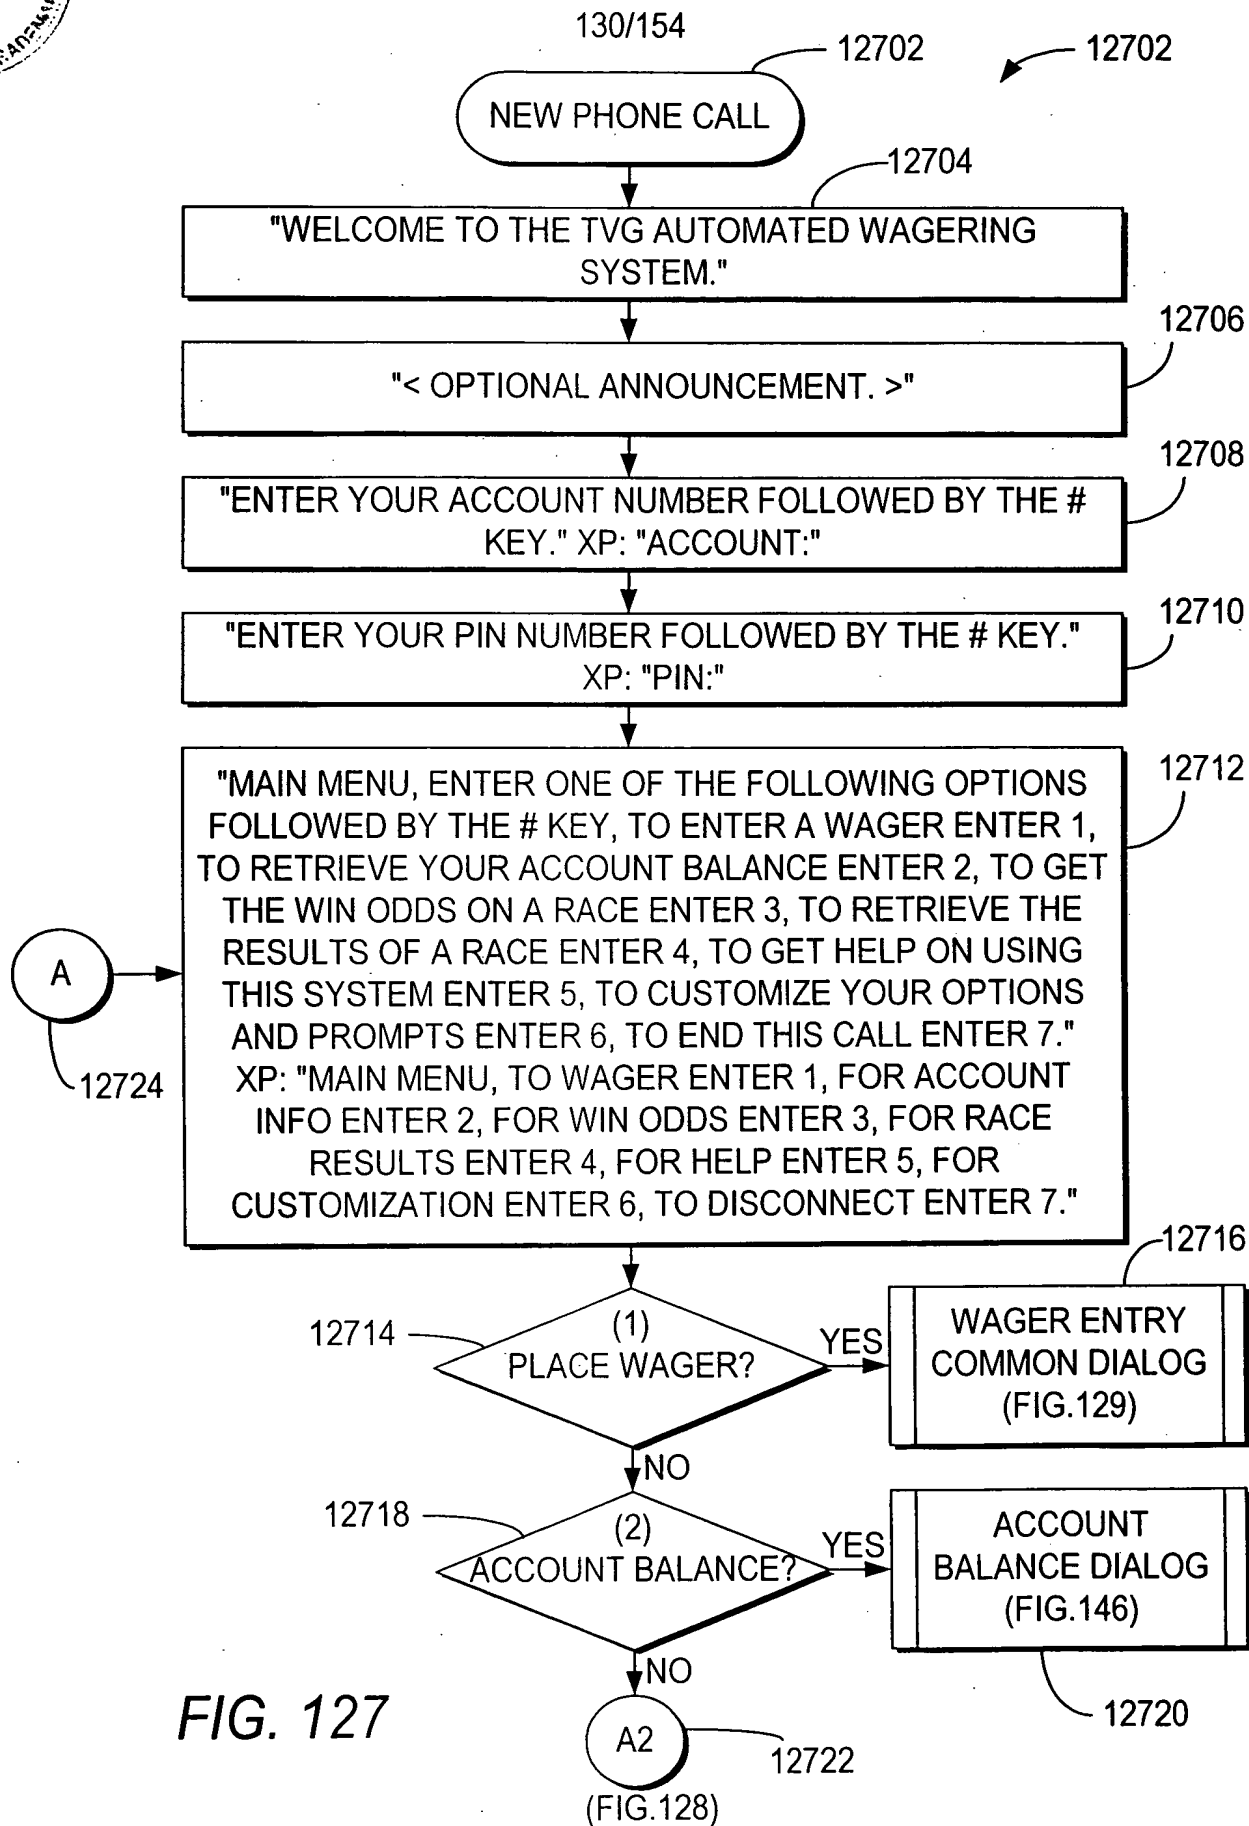 130/154
12702
12702
NEW PHONE CALL
12704
"WELCOME TO THE TVG AUTOMATED WAGERING
SYSTEM."
12706
"< OPTIONAL ANNOUNCEMENT. >"
12708
"ENTER YOUR ACCOUNT NUMBER FOLLOWED BY THE #
KEY." XP: "ACCOUNT:"
12710
"ENTER YOUR PIN NUMBER FOLLOWED BY THE # KEY."
XP: "PIN:"
12712
"MAIN MENU, ENTER ONE OF THE FOLLOWING OPTIONS
FOLLOWED BY THE # KEY, TO ENTER A WAGER ENTER 1,
TO RETRIEVE YOUR ACCOUNT BALANCE ENTER 2, TO GET
THE WIN ODDS ON A RACE ENTER 3, TO RETRIEVE THE
RESULTS OF A RACE ENTER 4, TO GET HELP ON USING
THIS SYSTEM ENTER 5, TO CUSTOMIZE YOUR OPTIONS
AND PROMPTS ENTER 6, TO END THIS CALL ENTER 7."
XP: "MAIN MENU, TO WAGER ENTER 1, FOR ACCOUNT
INFO ENTER 2, FOR WIN ODDS ENTER 3, FOR RACE
RESULTS ENTER 4, FOR HELP ENTER 5, FOR
CUSTOMIZATION ENTER 6, TO DISCONNECT ENTER 7."
A
12724
12716
12714
(1)
PLACE WAGER?
YES
WAGER ENTRY
COMMON DIALOG
(FIG.129)
NO
12718
(2)
ACCOUNT BALANCE?
YES
ACCOUNT
BALANCE DIALOG
(FIG.146)
12720
NO
A2
12722
(FIG.128)
FIG. 127